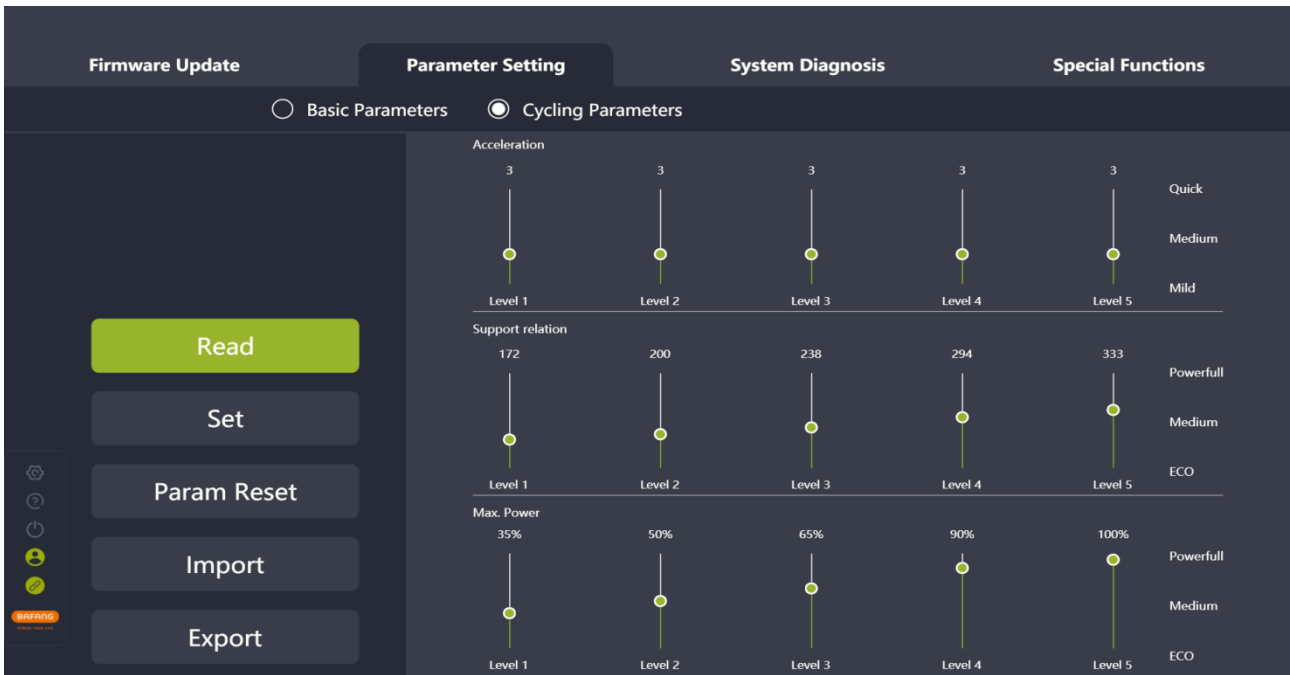 Firmware Update Parameter Setting System Diagnosis Special Functions
Basic Parameters Cycling Parameters
Acceleration
3 3 3 3 3
Quick
Medium
Mild
Level 1 Level 2 Level 3 Level 4 Level 5
Support relation
172 200 238 294 333
Powerfull
Medium
ECO
Level 1 Level 2 Level 3 Level 4 Level 5
Max. Power
35% 50% 65% 90% 100%
Powerfull
Medium
ECO
Level 1 Level 2 Level 3 Level 4 Level 5
Read
Set
Param Reset
Import
Export
BAFANG